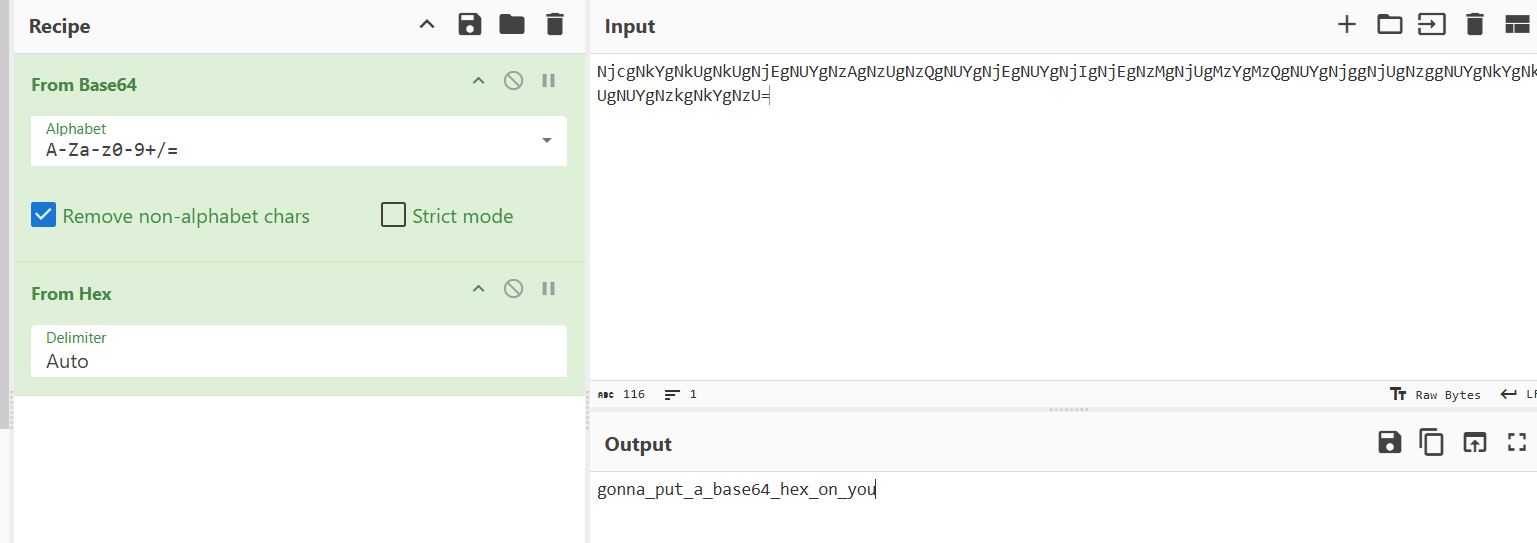 Recipe
Input
From Base64
Alphabet
A-Za-z0-9+/=
Remove non-alphabet chars
Strict mode
From Hex
Delimiter
Auto
NjcgNkYgNkUgNkUgNjEgNUYgNzAgNzUgNzQgNUYgNjEgNUYgNjIgNjEgNzMgNjUgMzYgMzQgNUYgNjggNjUgNzggNUYgNkYgNk
UgNUYgNzkgNkYgNzU=
ABC 116 1
Tт Raw Bytes LF
Output
gonna_put_a_base64_hex_on_you